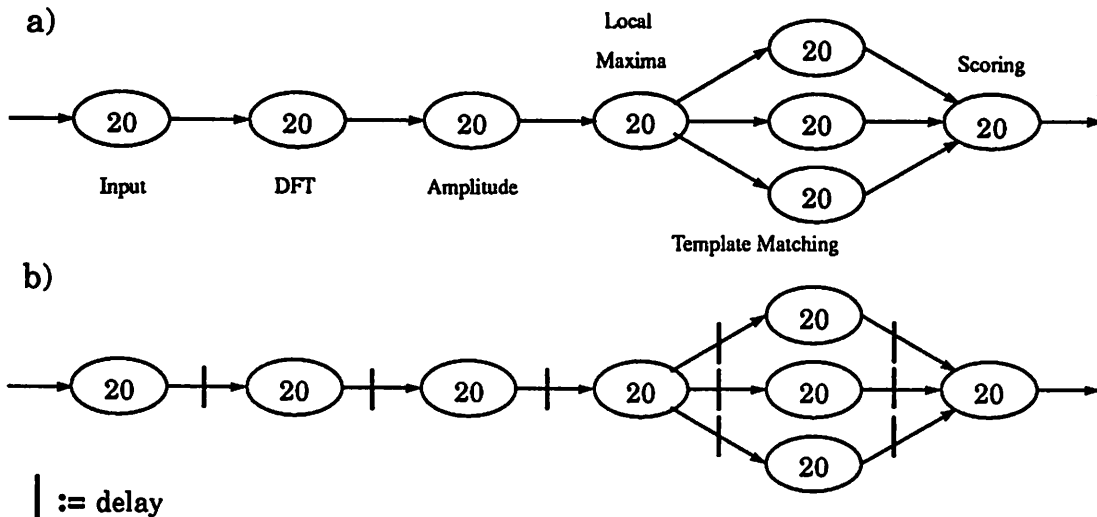 a)
Local
Maxima
20
Scoring
20 20 20 20 20 20
20
Input DFT Amplitude
Template Matching
b)
20
20 20 20 20 20 20
20
:= delay